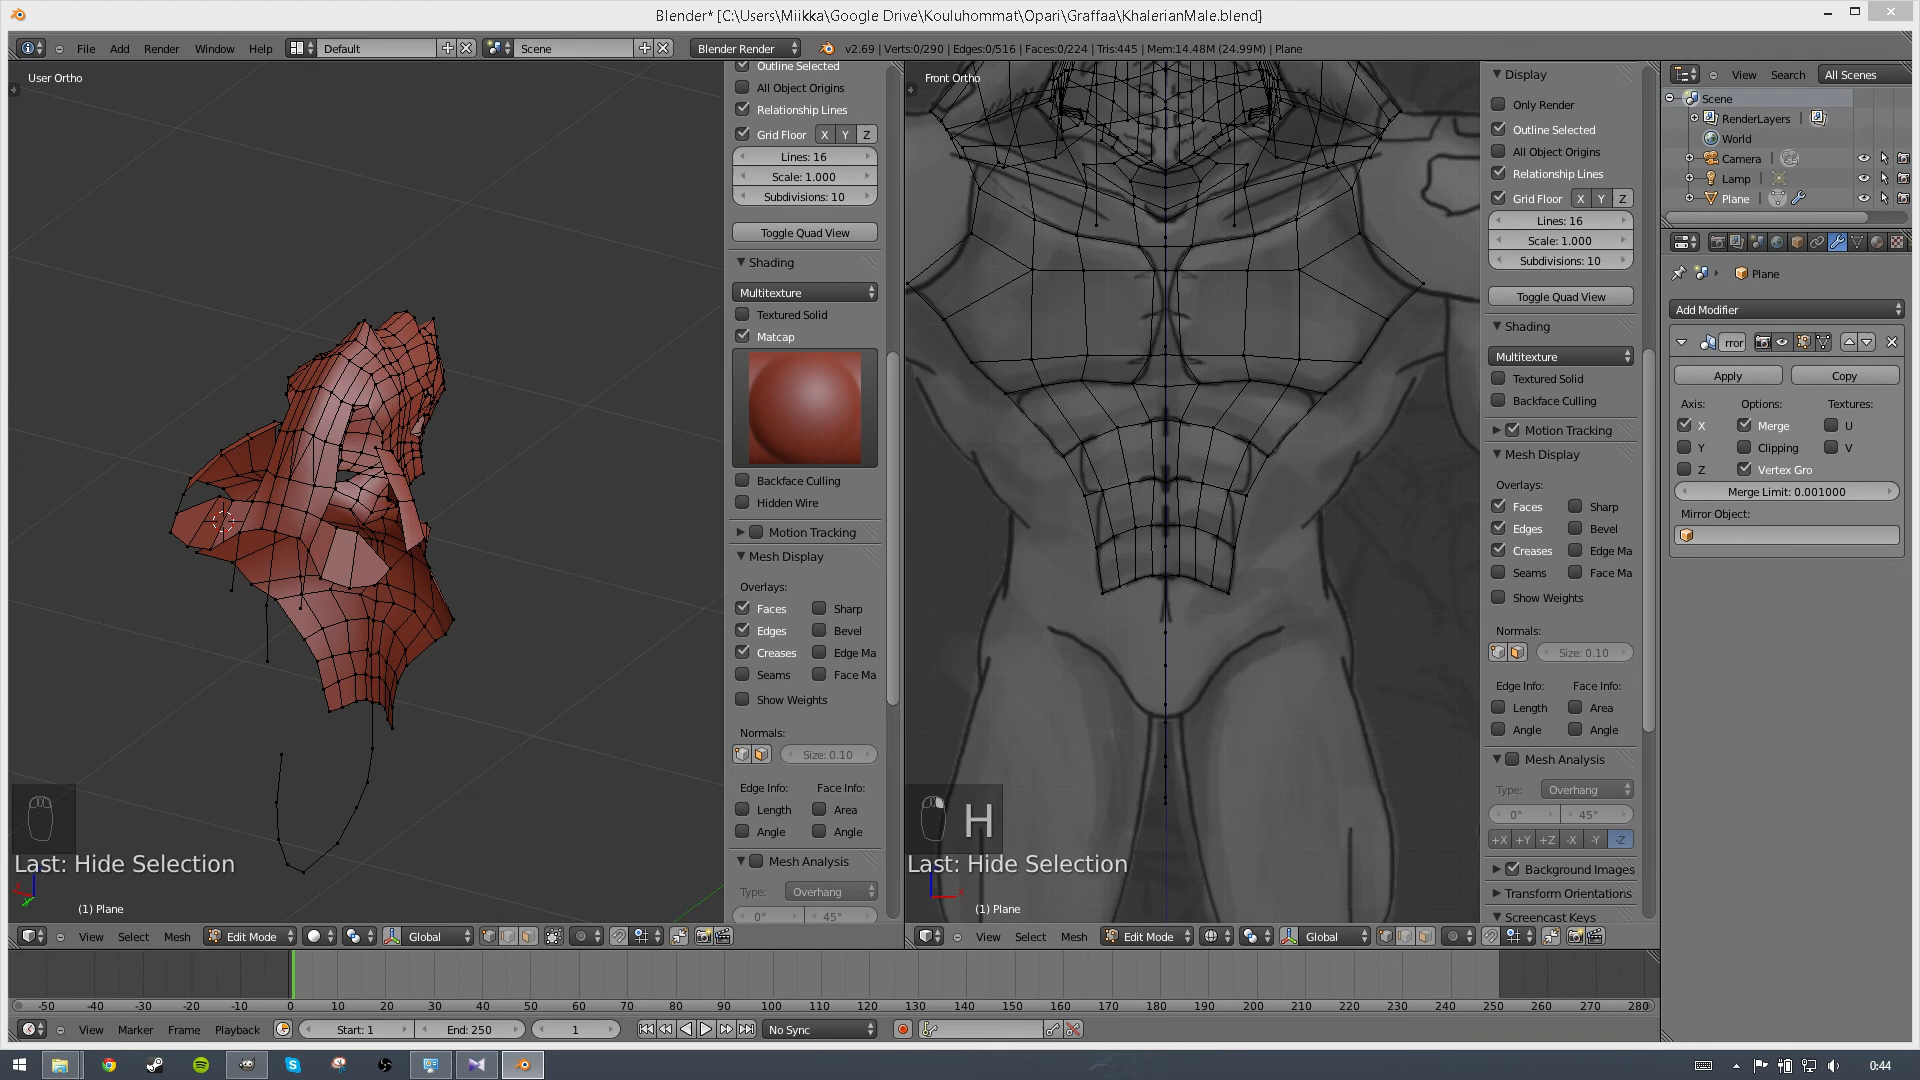 Blender* [C:\Users\Miikka\Google Drive\Kouluhommat\Opari\Graffaa\KhalerianMale.blend]
File Add Render Window Help Default Scene Blender Render v2.69 | Verts:0/290 | Edges:0/516 | Faces:0/224 | Tris:445 | Mem:14.48M (24.99M) | Plane
User Ortho
Outline Selected
All Object Origins
Relationship Lines
Grid Floor X Y Z
Lines: 16
Scale: 1.000
Subdivisions: 10
Toggle Quad View
Shading
Multitexture
Textured Solid
Matcap
Backface Culling
Hidden Wire
Motion Tracking
Mesh Display
Overlays:
Faces Sharp
Edges Bevel
Creases Edge Ma
Seams Face Ma
Show Weights
Normals:
Size: 0.10
Edge Info: Face Info:
Length Area
Angle Angle
Mesh Analysis
Type: Overhang
0° 45°
Last: Hide Selection
(1) Plane
View Select Mesh Edit Mode Global
Front Ortho
Display
Only Render
Outline Selected
All Object Origins
Relationship Lines
Grid Floor X Y Z
Lines: 16
Scale: 1.000
Subdivisions: 10
Toggle Quad View
Shading
Multitexture
Textured Solid
Backface Culling
Motion Tracking
Mesh Display
Overlays:
Faces Sharp
Edges Bevel
Creases Edge Ma
Seams Face Ma
Show Weights
Normals:
Size: 0.10
Edge Info: Face Info:
Length Area
Angle Angle
Mesh Analysis
Type: Overhang
0° 45°
+X +Y +Z -X -Y -Z
Background Images
Transform Orientations
Screencast Keys
H
Last: Hide Selection
x
(1) Plane
View Select Mesh Edit Mode Global
View Search All Scenes
Scene
RenderLayers
World
Camera
Lamp
Plane
Plane
Add Modifier
rror
Apply Copy
Axis: Options: Textures:
X Merge U
Y Clipping V
Z Vertex Gro
Merge Limit: 0.001000
Mirror Object:
-50 -40 -30 -20 -10 0 10 20 30 40 50 60 70 80 90 100 110 120 130 140 150 160 170 180 190 200 210 220 230 240 250 260 270 280
View Marker Frame Playback Start: 1 End: 250 1 No Sync
0:44